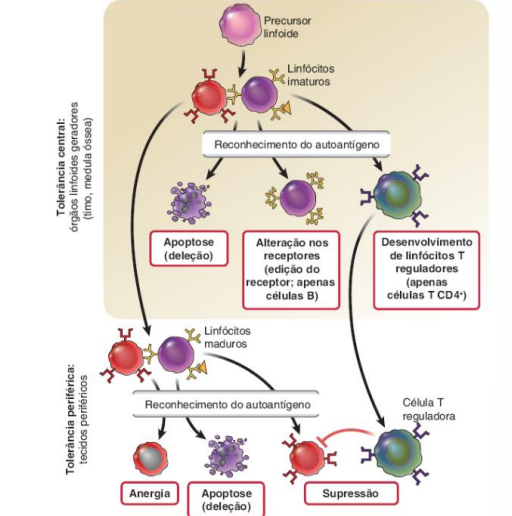 Precursor
linfoide
Linfócitos
imaturos
Tolerância central:
órgãos linfoides geradores
(timo, medula óssea)
Reconhecimento do autoantígeno
Apoptose
(deleção)
Alteração nos
receptores
(edição do
receptor; apenas
células B)
Desenvolvimento
de linfócitos T
reguladores
(apenas
células T CD4⁺)
Linfócitos
maduros
Tolerância periférica:
tecidos periféricos
Reconhecimento do autoantígeno
Célula T
reguladora
Anergia
Apoptose
(deleção)
Supressão